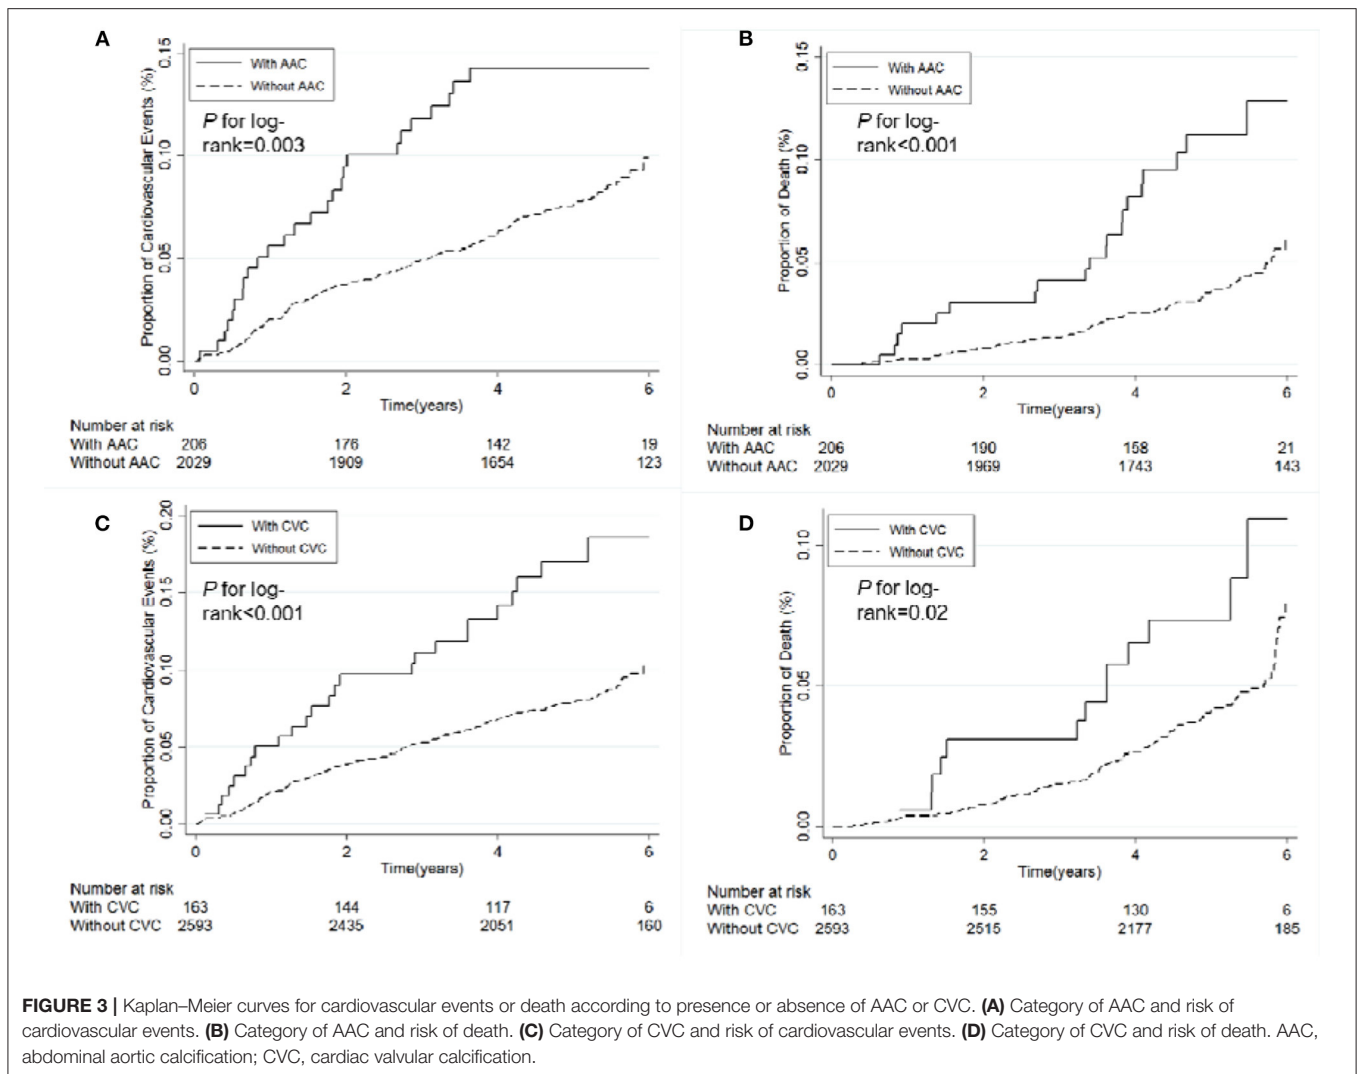 A
Proportion of Cardiovascular Events (%)
0.15
0.10
0.05
0.00
With AAC
Without AAC
P for log-
rank=0.003
0 2 4 6
Time(years)
Number at risk
With AAC 206 176 142 19
Without AAC 2029 1909 1654 123
B
Proportion of Death (%)
0.15
0.10
0.05
0.00
With AAC
Without AAC
P for log-
rank<0.001
0 2 4 6
Time(years)
Number at risk
With AAC 206 190 158 21
Without AAC 2029 1969 1743 143
C
Proportion of Cardiovascular Events (%)
0.20
0.15
0.10
0.05
0.00
With CVC
Without CVC
P for log-
rank<0.001
0 2 4 6
Time(years)
Number at risk
With CVC 163 144 117 6
Without CVC 2593 2435 2051 160
D
Proportion of Death (%)
0.10
0.05
0.00
With CVC
Without CVC
P for log-
rank=0.02
0 2 4 6
Time(years)
Number at risk
With CVC 163 155 130 6
Without CVC 2593 2515 2177 185
FIGURE 3 | Kaplan–Meier curves for cardiovascular events or death according to presence or absence of AAC or CVC. (A) Category of AAC and risk of
cardiovascular events. (B) Category of AAC and risk of death. (C) Category of CVC and risk of cardiovascular events. (D) Category of CVC and risk of death. AAC,
abdominal aortic calcification; CVC, cardiac valvular calcification.